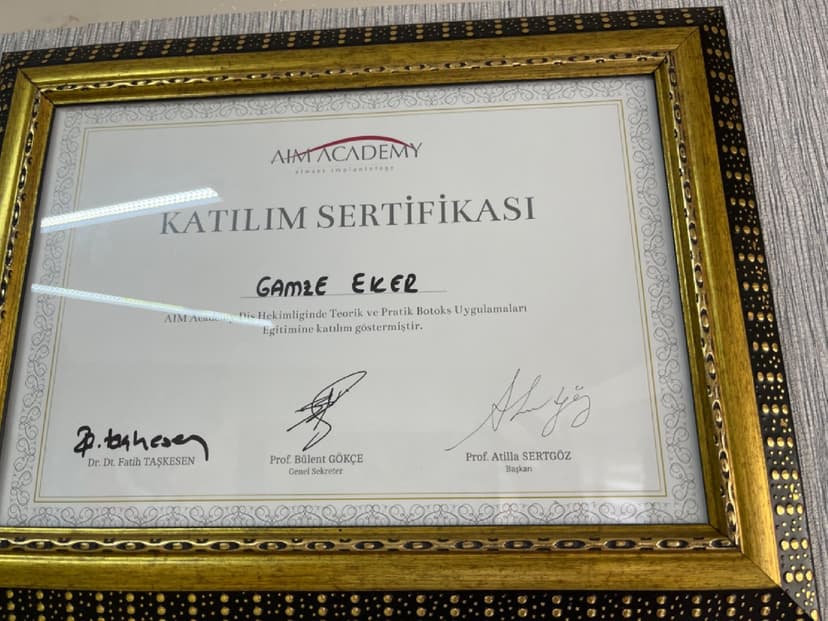 AIM ACADEMY
always implantology
KATILIM SERTİFİKASI
GAMZE EKER
AIM Academy Diş Hekimliğinde Teorik ve Pratik Botoks Uygulamaları
Eğitimine katılım göstermiştir.
D. taşkesen
Dr. Dt. Fatih TAŞKESEN
Prof. Bülent GÖKÇE
Genel Sekreter
Prof. Atilla SERTGÖZ
Başkan